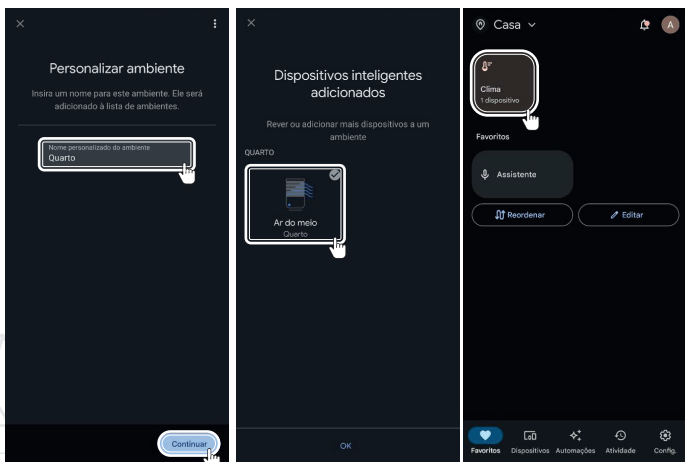 Personalizar ambiente
Insira um nome para este ambiente. Ele será
adicionado à lista de ambientes.
Nome personalizado do ambiente
Quarto
Continuar
Dispositivos inteligentes
adicionados
Rever ou adicionar mais dispositivos a um
ambiente
QUARTO
Ar do meio
Quarto
OK
Casa
A
Clima
1 dispositivo
Favoritos
Assistente
Reordenar
Editar
Favoritos Dispositivos Automações Atividade Config.